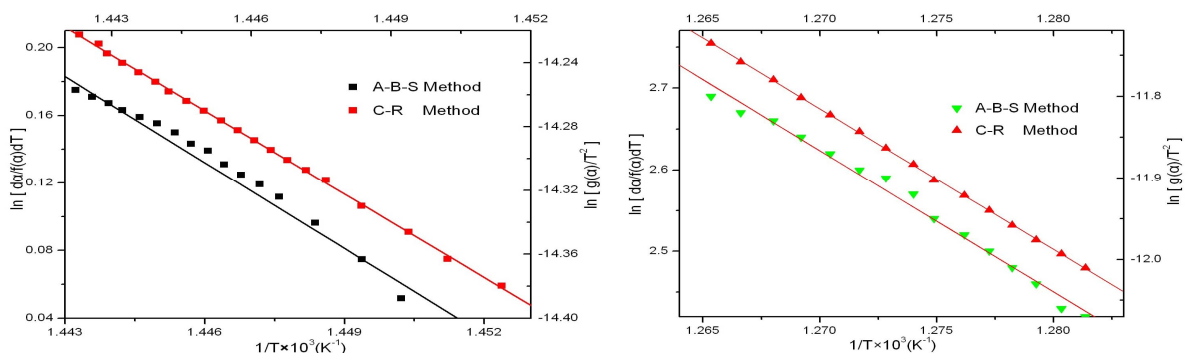 1.443 1.446 1.449 1.452
0.20
0.16
0.12
0.08
0.04
ln [ dα/f(α)dT]
A-B-S Method
C-R Method
-14.24
-14.28
-14.32
-14.36
-14.40
ln [ g(α)/T²]
1.443 1.446 1.449 1.452
1/T×10³(K⁻¹)
1.265 1.270 1.275 1.280
2.7
2.6
2.5
ln [ dα/f(α)dT]
A-B-S Method
C-R Method
-11.8
-11.9
-12.0
ln [ g(α)/T²]
1.265 1.270 1.275 1.280
1/T×10³(K⁻¹)